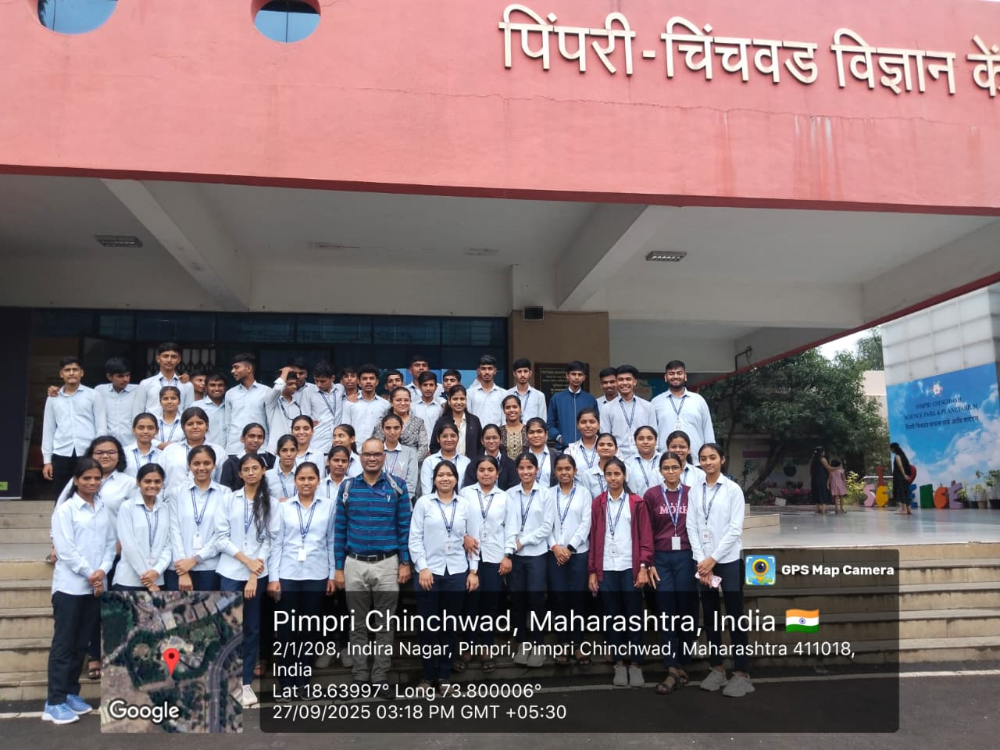 पिंपरी-चिंचवड विज्ञान कें
PIMPRI CHINCHWAD
SCIENCE PARK & PLANETARIUM
SCIENCE
MORE
GPS Map Camera
Pimpri Chinchwad, Maharashtra, India
2/1/208, Indira Nagar, Pimpri, Pimpri Chinchwad, Maharashtra 411018,
India
Lat 18.63997° Long 73.800006°
27/09/2025 03:18 PM GMT +05:30
Google